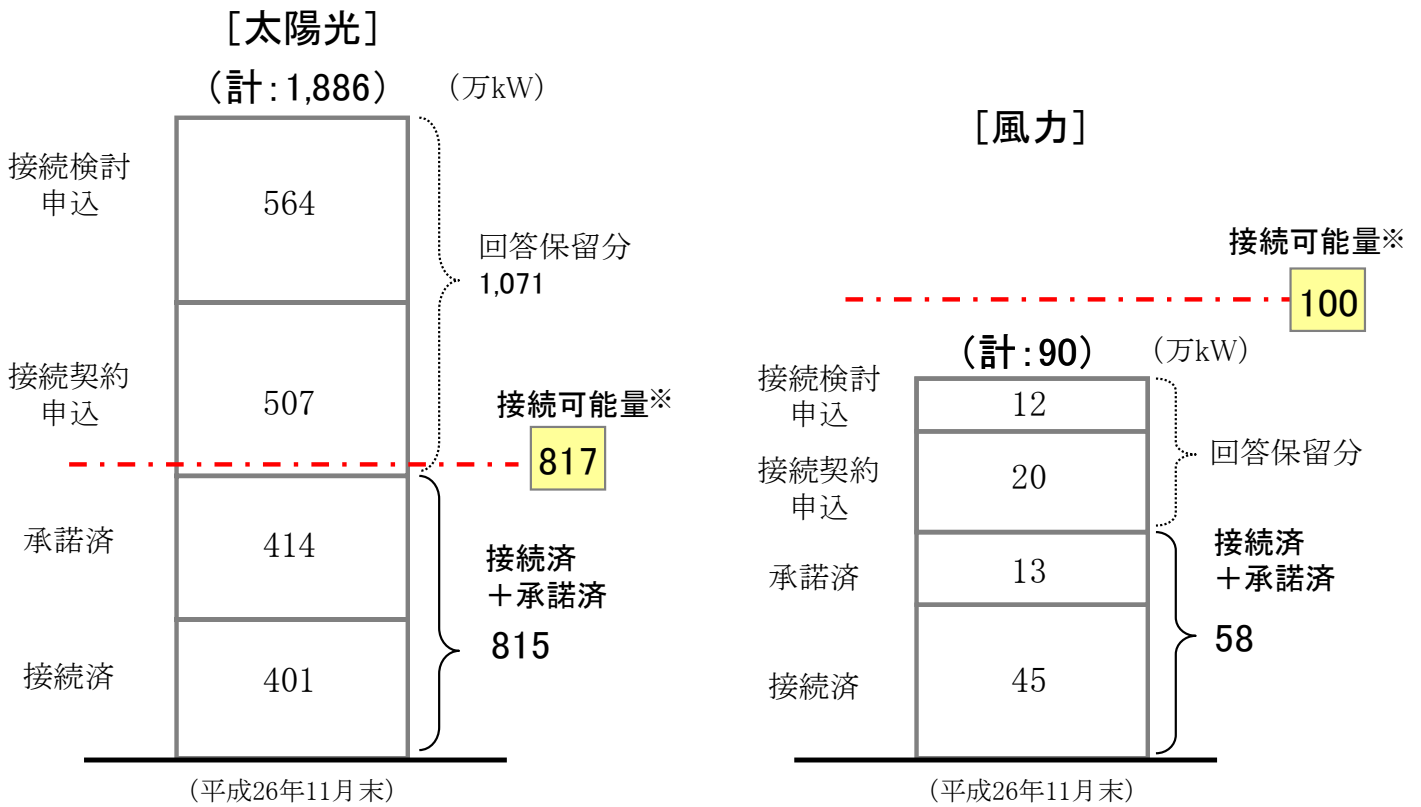 ［太陽光］
（計：1,886）
（万kW）
接続検討
申込
564
回答保留分
1,071
接続契約
申込
507
接続可能量※
817
承諾済
414
接続済
＋承諾済
815
接続済
401
（平成26年11月末）
［風力］
接続可能量※
100
（計：90）
（万kW）
接続検討
申込
12
接続契約
申込
20
回答保留分
承諾済
13
接続済
＋承諾済
58
接続済
45
（平成26年11月末）